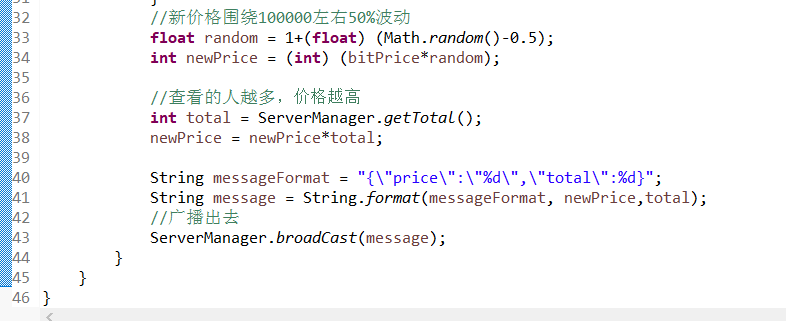 31 }
32 //新价格围绕100000左右50%波动
33 float random = 1+(float) (Math.random()-0.5);
34 int newPrice = (int) (bitPrice*random);
35
36 //查看的人越多，价格越高
37 int total = ServerManager.getTotal();
38 newPrice = newPrice*total;
39
40 String messageFormat = "{\"price\":\"%d\",\"total\":%d}";
41 String message = String.format(messageFormat, newPrice,total);
42 //广播出去
43 ServerManager.broadCast(message);
44 }
45 }
46 }